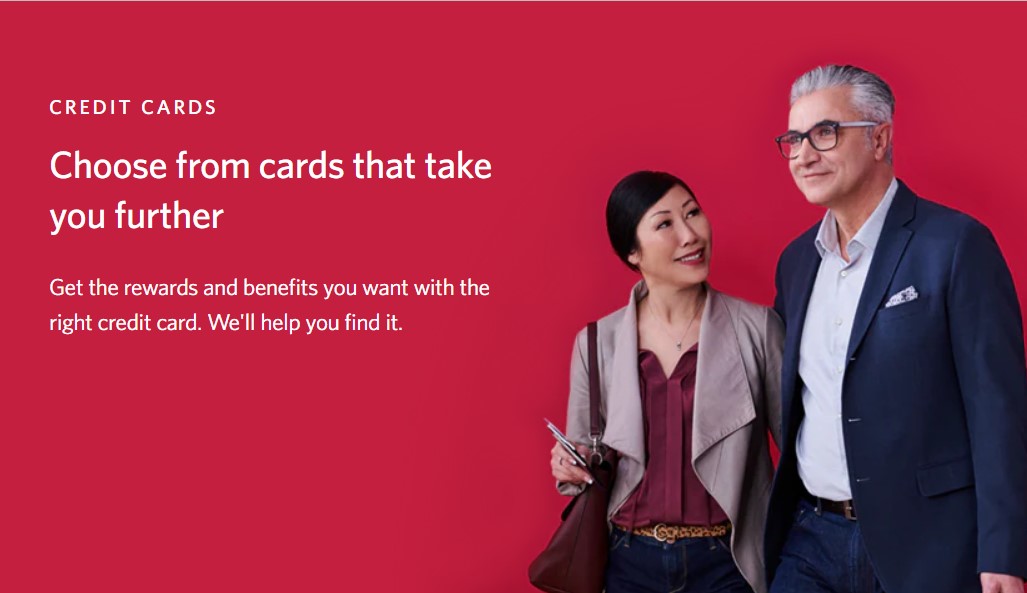 CREDIT CARDS
Choose from cards that take
you further
Get the rewards and benefits you want with the
right credit card. We'll help you find it.